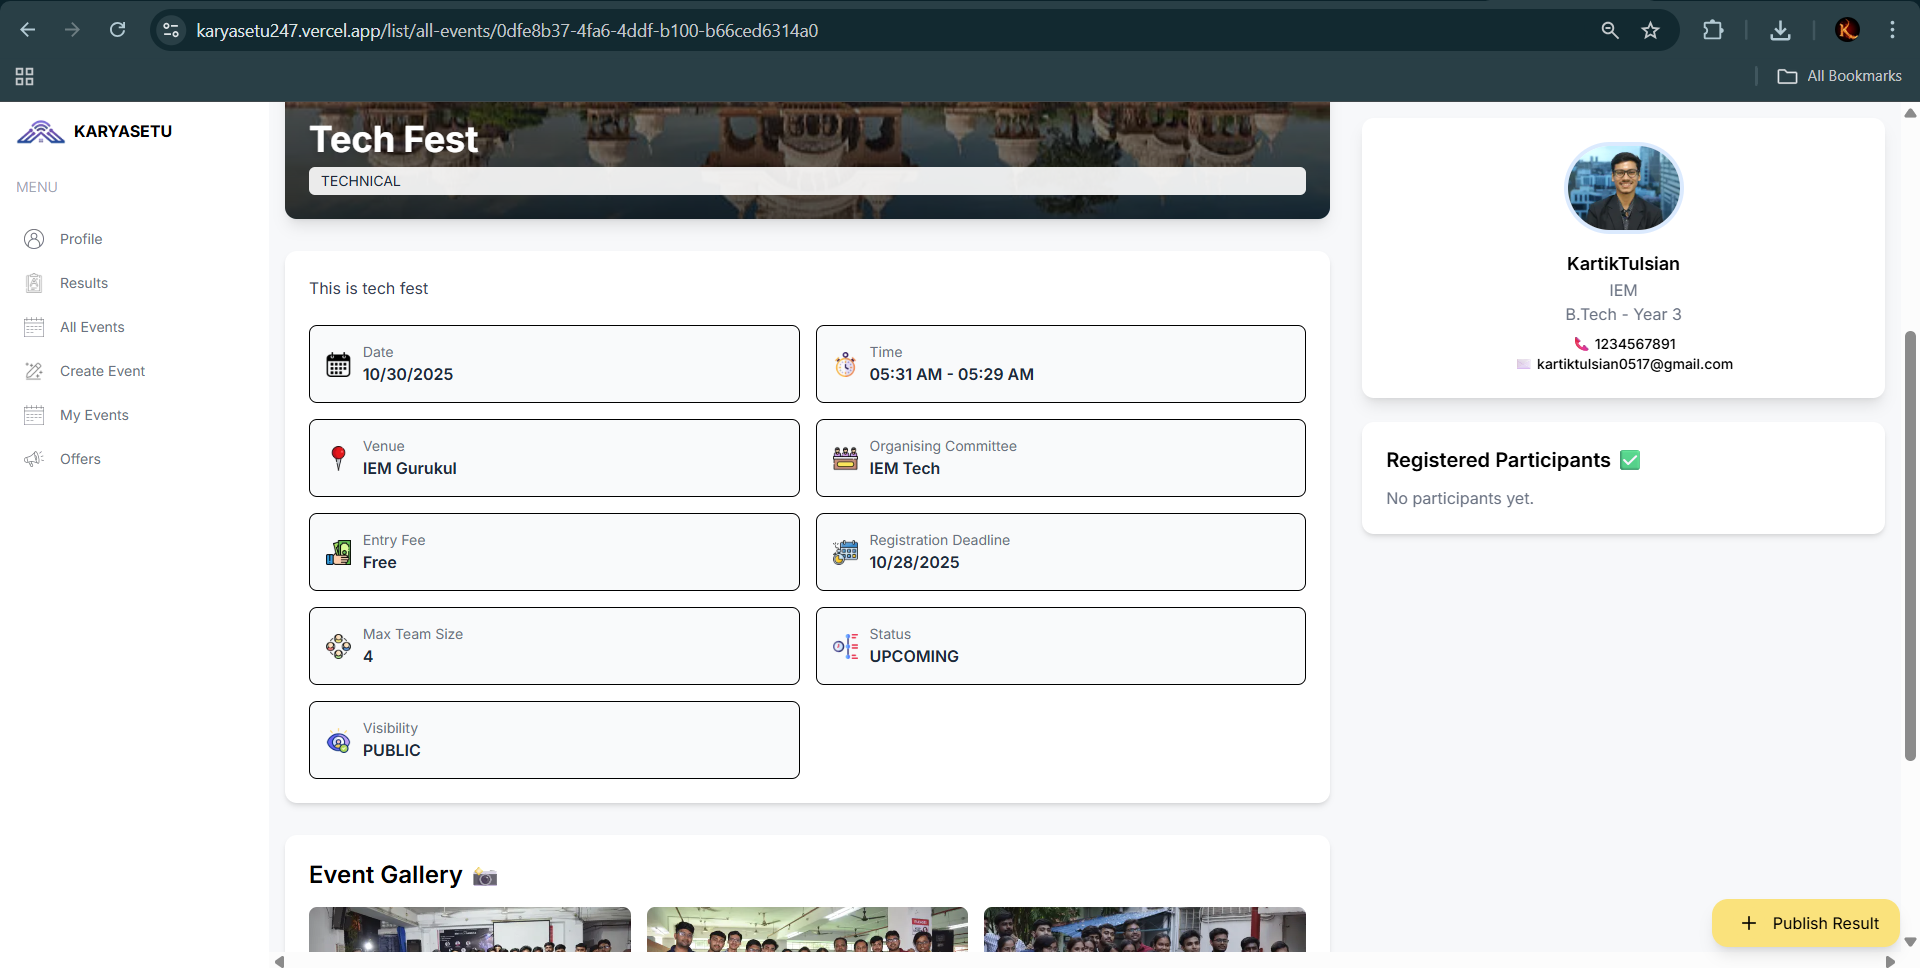 karyasetu247.vercel.app/list/all-events/0dfe8b37-4fa6-4ddf-b100-b66ced6314a0
All Bookmarks
KARYASETU
MENU
Profile
Results
All Events
Create Event
My Events
Offers
Tech Fest
TECHNICAL
This is tech fest
Date
10/30/2025
Time
05:31 AM - 05:29 AM
Venue
IEM Gurukul
Organising Committee
IEM Tech
Entry Fee
Free
Registration Deadline
10/28/2025
Max Team Size
4
Status
UPCOMING
Visibility
PUBLIC
Event Gallery
KartikTulsian
IEM
B.Tech - Year 3
1234567891
kartiktulsian0517@gmail.com
Registered Participants
No participants yet.
+ Publish Result